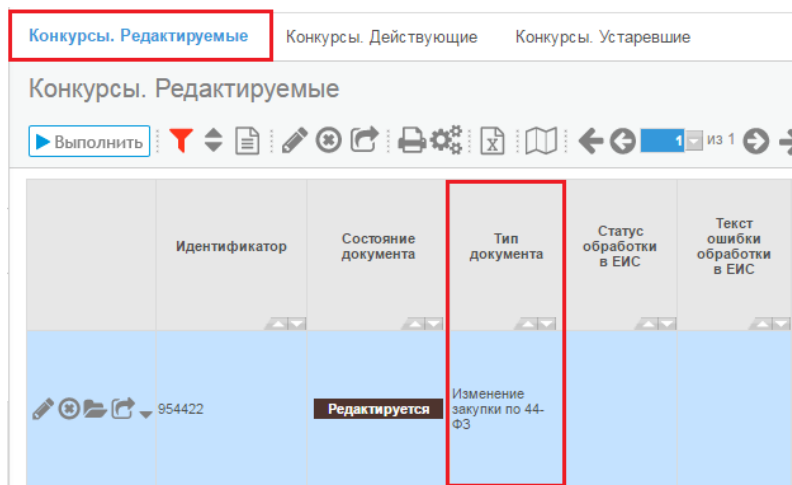 Конкурсы. Редактируемые Конкурсы. Действующие Конкурсы. Устаревшие
Конкурсы. Редактируемые
Выполнить 1 из 1
Идентификатор
Состояние
документа
Тип
документа
Статус
обработки
в ЕИС
Текст
ошибки
обработки
в ЕИС
954422
Редактируется
Изменение
закупки по 44-
ФЗ